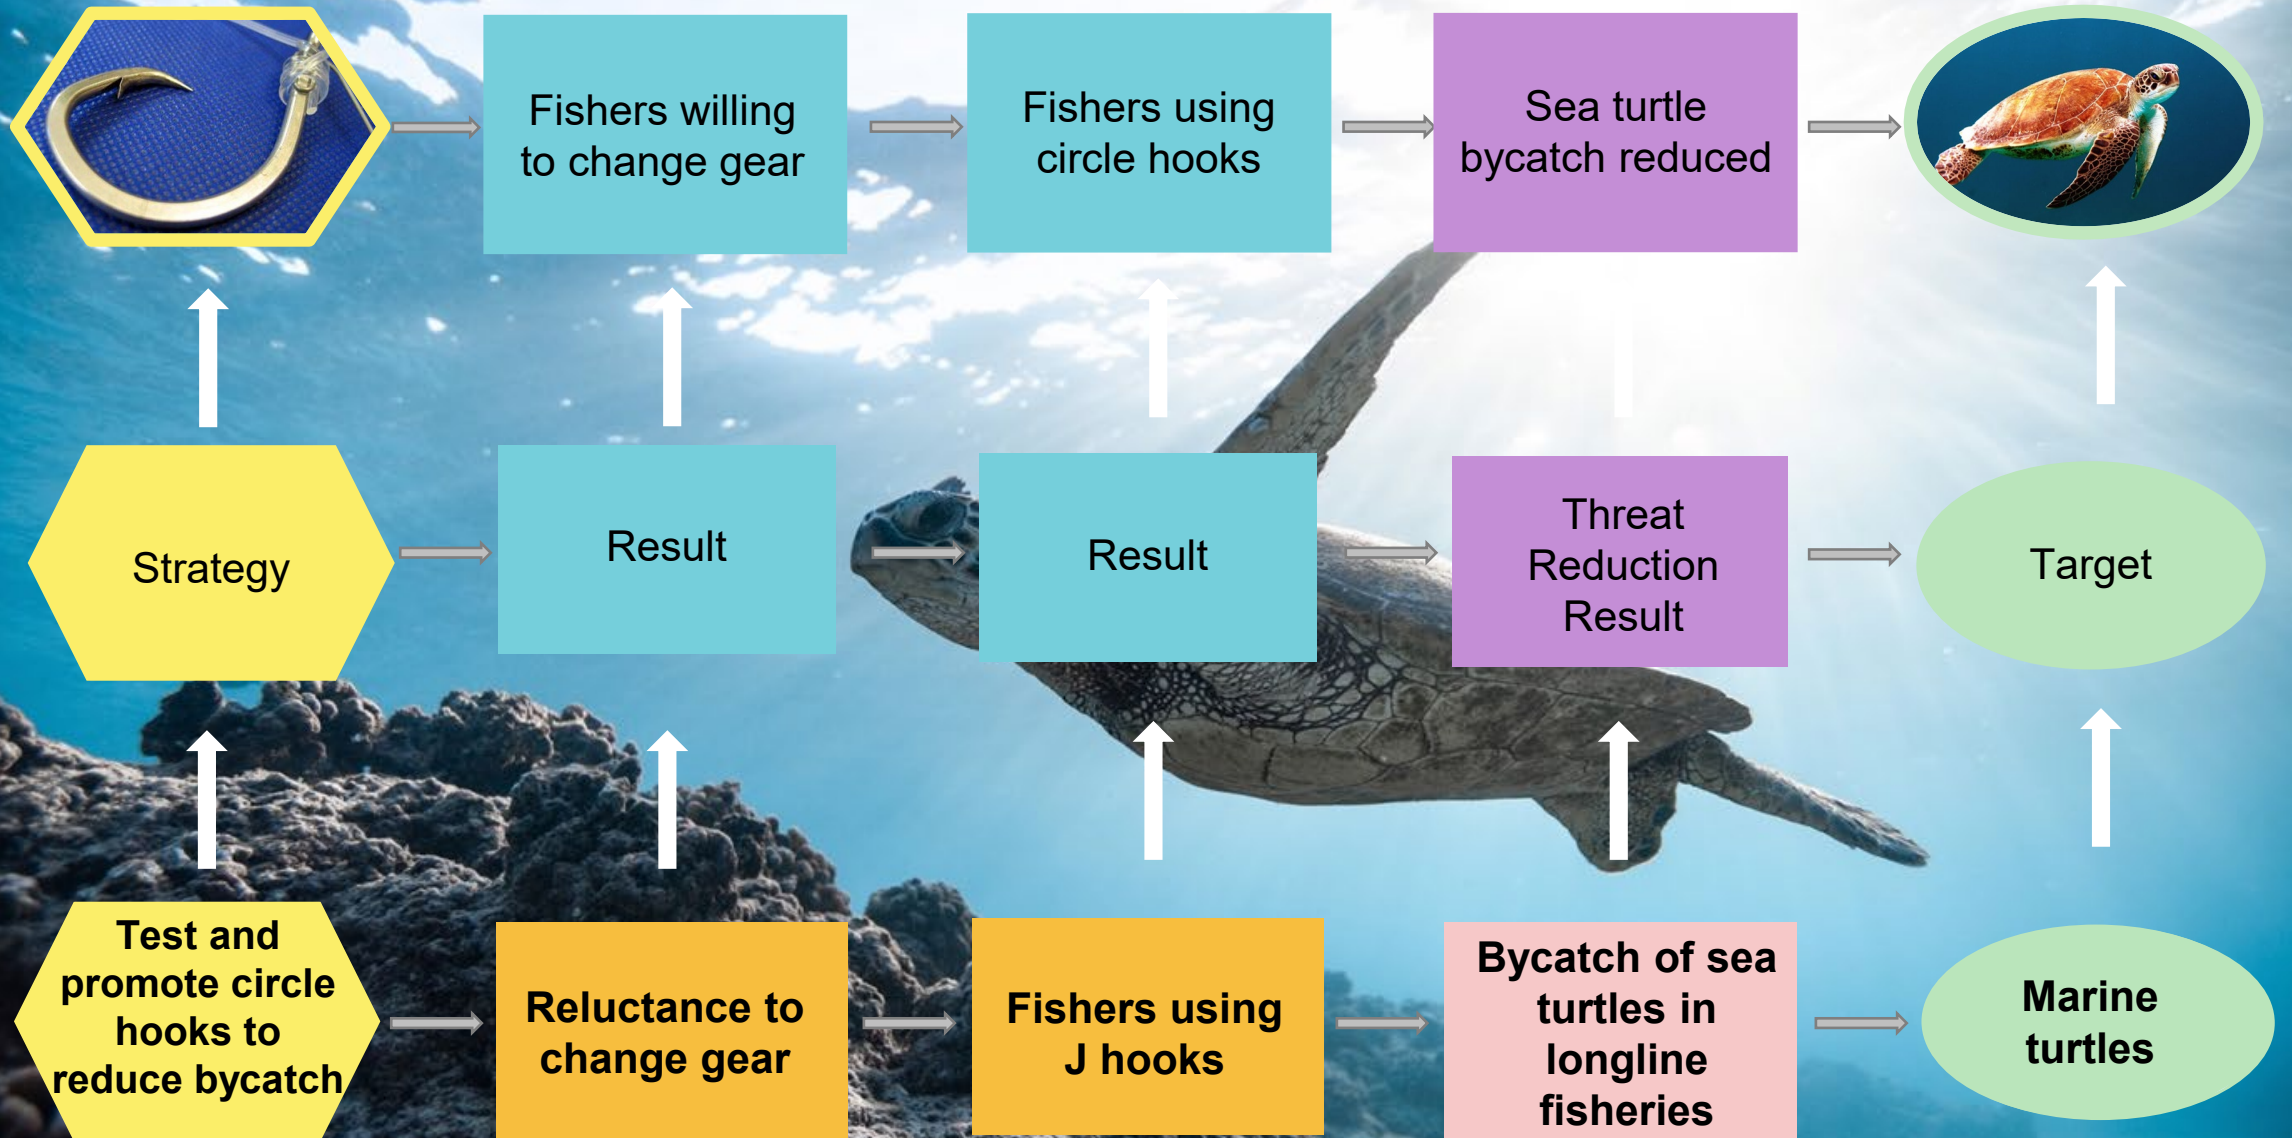 Fishers willing
to change gear
Fishers using
circle hooks
Sea turtle
bycatch reduced
Strategy
Result
Result
Threat
Reduction
Result
Target
Test and
promote circle
hooks to
reduce bycatch
Reluctance to
change gear
Fishers using
J hooks
Bycatch of sea
turtles in
longline
fisheries
Marine
turtles